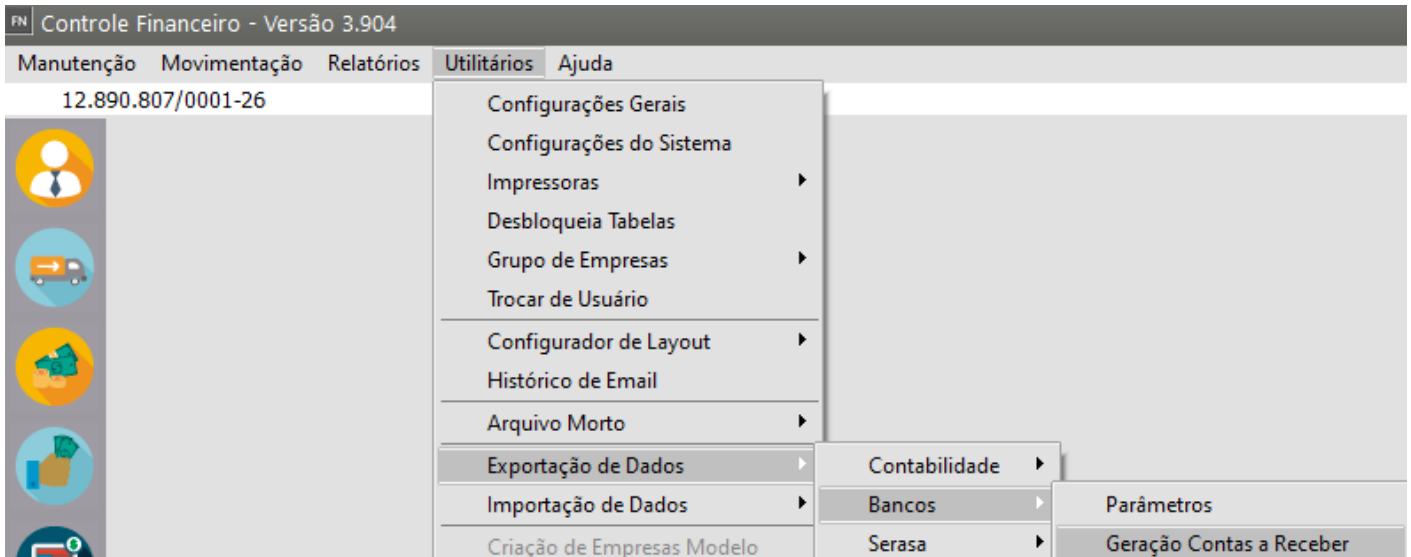 FN Controle Financeiro - Versão 3.904
Manutenção Movimentação Relatórios Utilitários Ajuda
12.890.807/0001-26
Configurações Gerais
Configurações do Sistema
Impressoras
Desbloqueia Tabelas
Grupo de Empresas
Trocar de Usuário
Configurador de Layout
Histórico de Email
Arquivo Morto
Exportação de Dados Contabilidade
Importação de Dados Bancos Parâmetros
Criação de Empresas Modelo Serasa Geração Contas a Receber